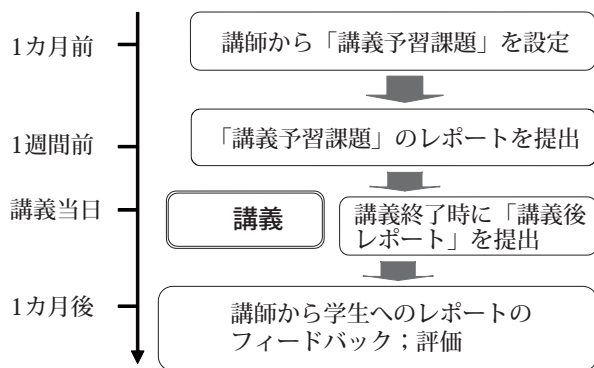 1カ月前
講師から「講義予習課題」を設定
1週間前
「講義予習課題」のレポートを提出
講義当日
講義
講義終了時に「講義後
レポート」を提出
1カ月後
講師から学生へのレポートの
フィードバック；評価